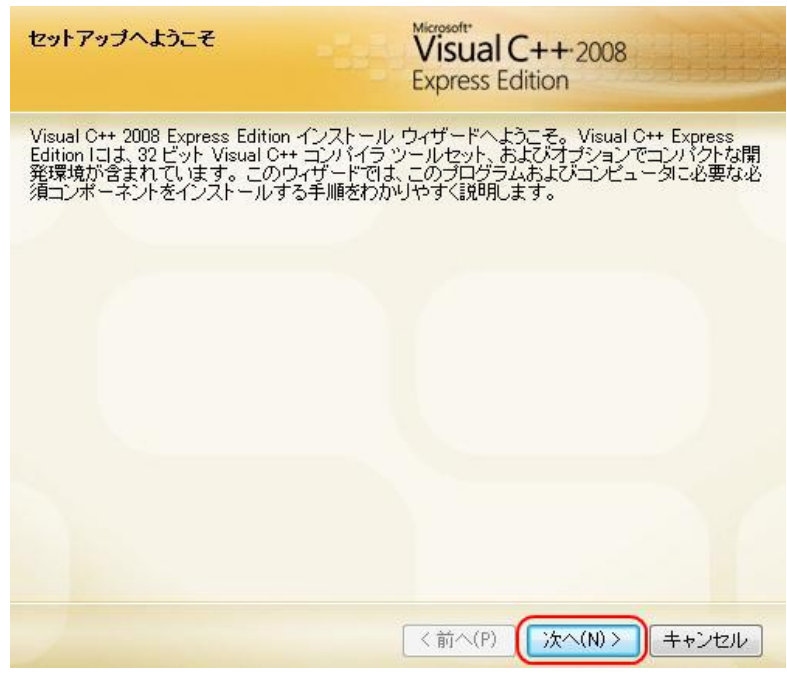 セットアップへようこそ
Microsoft
Visual C++ 2008
Express Edition
Visual C++ 2008 Express Edition インストール ウィザードへようこそ。Visual C++ Express
Edition には、32 ビット Visual C++ コンパイラ ツールセット、およびオプションでコンパクトな開
発環境が含まれています。このウィザードでは、このプログラムおよびコンピュータに必要な必
須コンポーネントをインストールする手順をわかりやすく説明します。
< 前へ(P) 次へ(N) > キャンセル